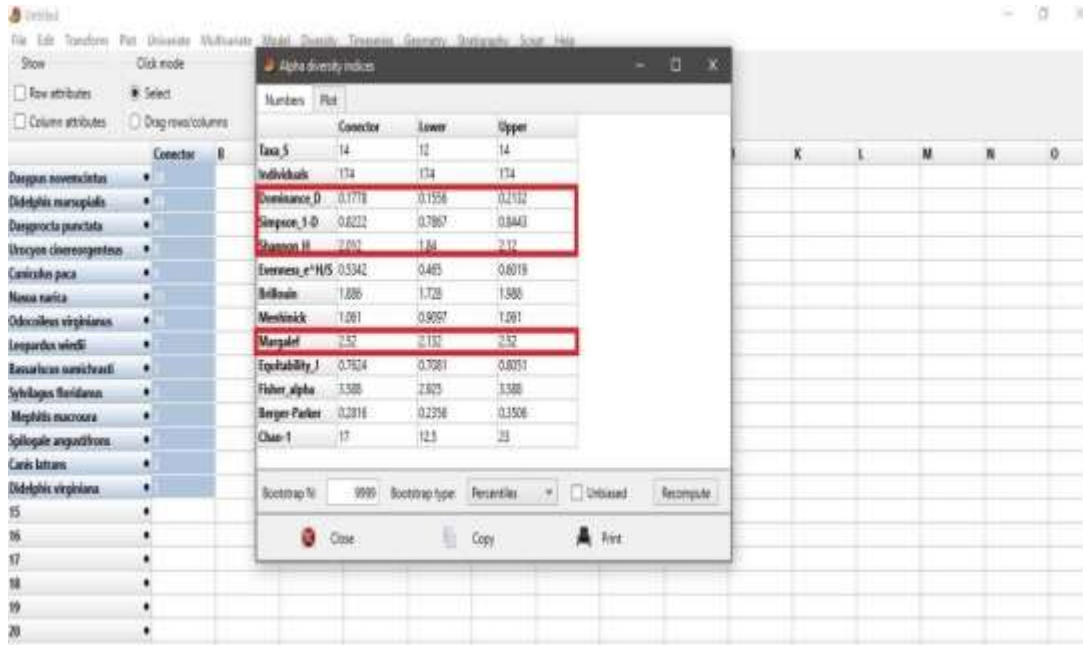 Untitled
File Edit Transform Plot Univariate Multivariate Model Diversity Timeseries Geometry Stratigraphy Script Help
Show Click mode
Row attributes Select
Column attributes Drag rows/columns
Alpha diversity indices
Numbers Plot
Conector Lower Upper
Taxa_S 14 12 14
Individuals 174 174 174
Dominance_D 0.1778 0.1556 0.2132
Simpson_1-D 0.8222 0.7867 0.8443
Shannon_H 2.012 1.84 2.12
Evenness_e^H/S 0.5342 0.465 0.6019
Brillouin 1.886 1.728 1.988
Menhinick 1.061 0.9097 1.061
Margalef 2.52 2.132 2.52
Equitability_J 0.7624 0.7081 0.8051
Fisher_alpha 3.588 2.925 3.588
Berger-Parker 0.2816 0.2356 0.3506
Chao-1 17 12.5 23
Bootstrap N: 9999 Bootstrap type: Percentiles Unbiased Recompute
Close Copy Print
Conector B K L M N O
Dasypus novemcintus
Didelphis marsupialis
Dasyprocta punctata
Urocyon cinereorgenteus
Cuniculus paca
Nasua narica
Odocoileus virginianus
Leopardus wiedii
Bassariscus sumichrasti
Sylvilagus floridanus
Mephitis macroura
Spilogale angustifrons
Canis latrans
Didelphis virginiana
15
16
17
18
19
20